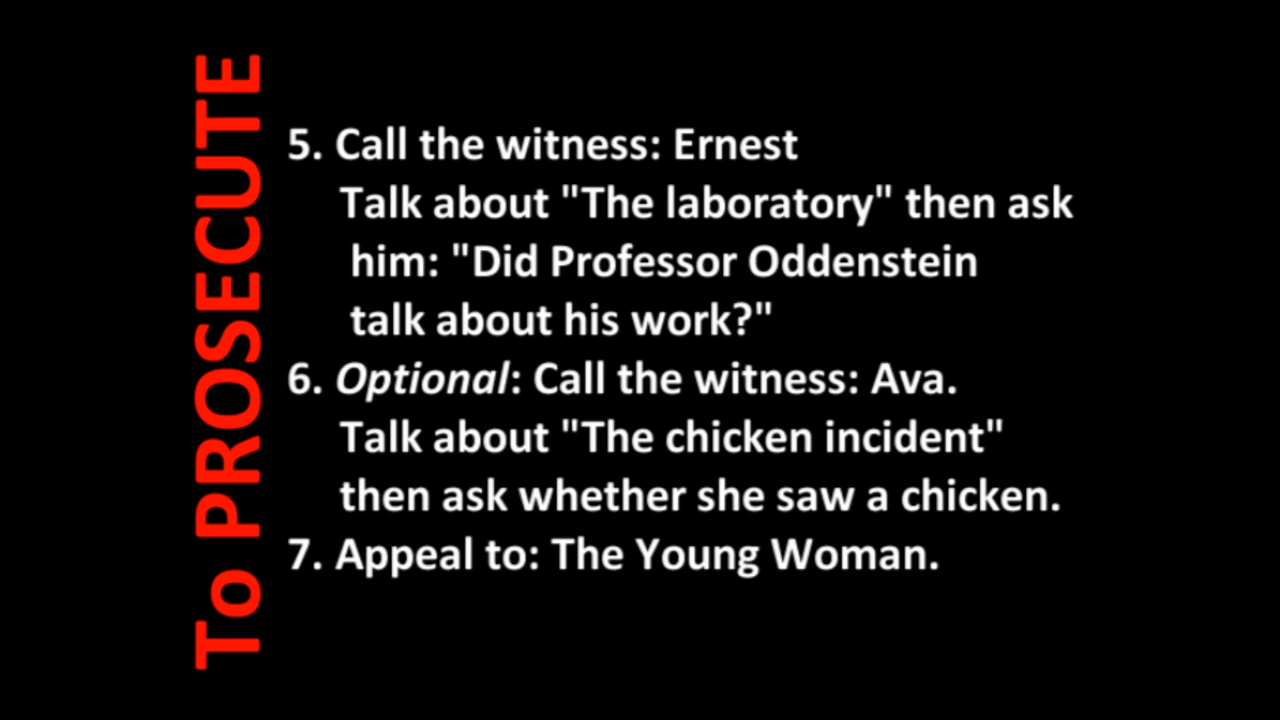 To PROSECUTE
5. Call the witness: Ernest
Talk about "The laboratory" then ask
him: "Did Professor Oddenstein
talk about his work?"
6. Optional: Call the witness: Ava.
Talk about "The chicken incident"
then ask whether she saw a chicken.
7. Appeal to: The Young Woman.